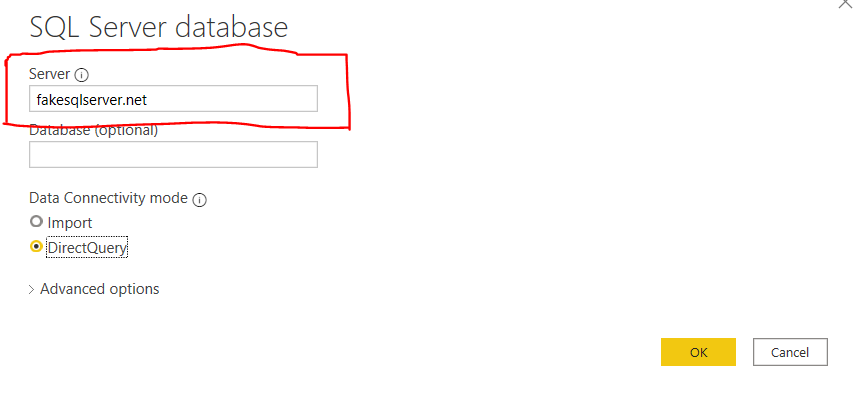 SQL Server database
Server
fakesqlserver.net
Database (optional)
Data Connectivity mode
Import
DirectQuery
Advanced options
OK Cancel